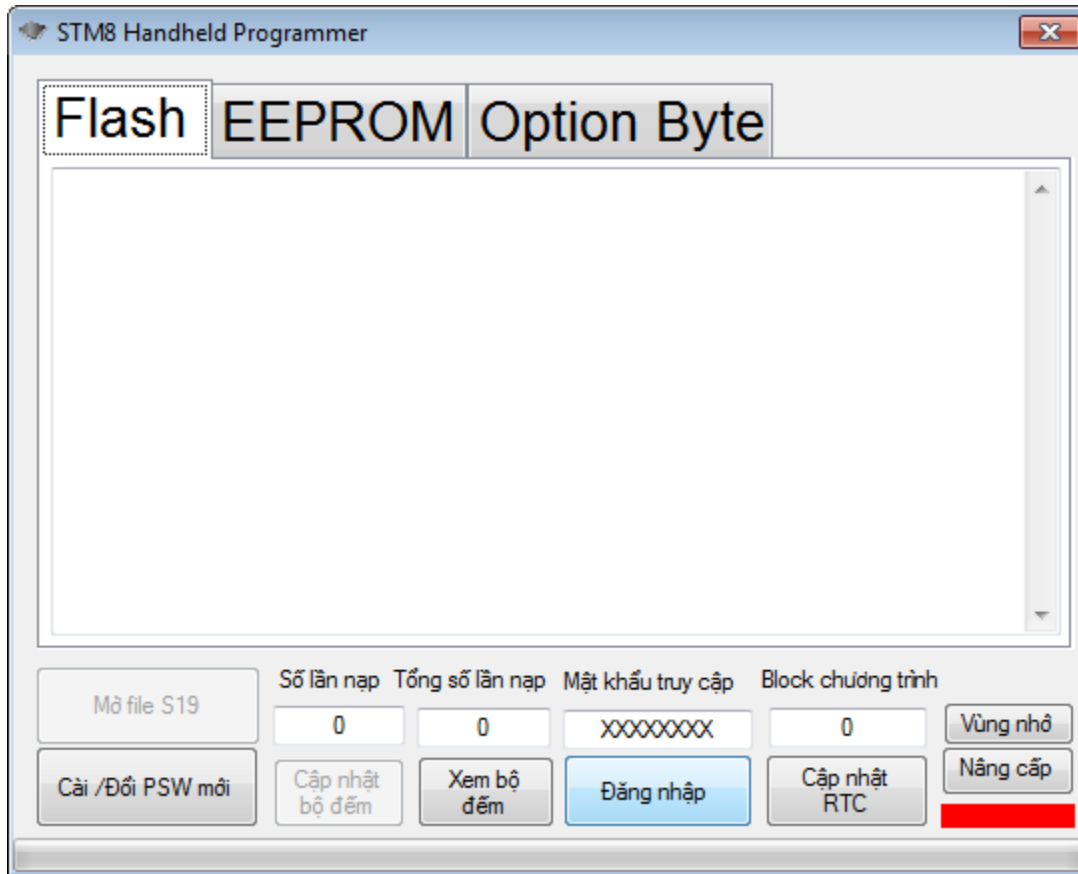 STM8 Handheld Programmer
Flash EEPROM Option Byte
Số lần nạp Tổng số lần nạp Mật khẩu truy cập Block chương trình
Mở file S19
0 0 XXXXXXXX 0 Vùng nhớ
Cài /Đổi PSW mới
Cập nhật
bộ đếm
Xem bộ
đếm
Đăng nhập
Cập nhật
RTC
Nâng cấp